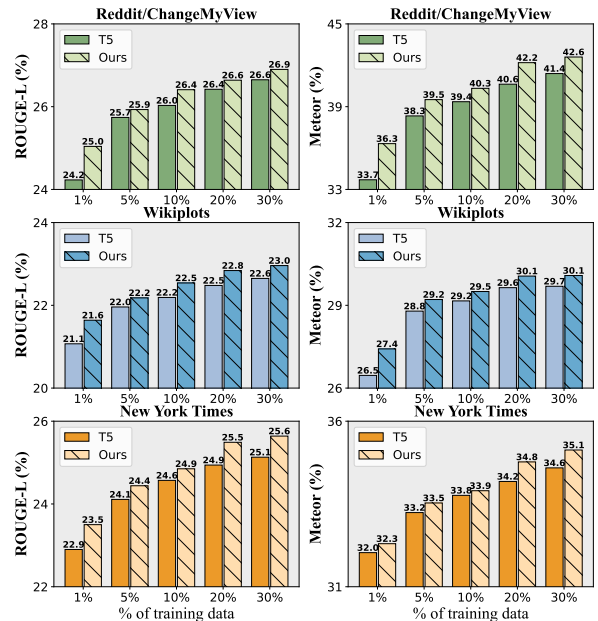 Reddit/ChangeMyView
ROUGE-L (%)
28
26
24
T5
Ours
24.2 25.0 25.7 25.9 26.0 26.4 26.4 26.6 26.6 26.9
1% 5% 10% 20% 30%
Reddit/ChangeMyView
Meteor (%)
45
39
33
T5
Ours
33.7 36.3 38.3 39.5 39.4 40.3 40.6 42.2 41.4 42.6
1% 5% 10% 20% 30%
Wikiplots
ROUGE-L (%)
24
22
20
T5
Ours
21.1 21.6 22.0 22.2 22.2 22.5 22.5 22.8 22.6 23.0
1% 5% 10% 20% 30%
Wikiplots
Meteor (%)
32
29
26
T5
Ours
26.5 27.4 28.8 29.2 29.2 29.5 29.6 30.1 29.7 30.1
1% 5% 10% 20% 30%
New York Times
ROUGE-L (%)
26
24
22
T5
Ours
22.9 23.5 24.1 24.4 24.6 24.9 24.9 25.5 25.1 25.6
1% 5% 10% 20% 30%
% of training data
New York Times
Meteor (%)
36
31
T5
Ours
32.0 32.3 33.2 33.5 33.8 33.9 34.2 34.8 34.6 35.1
1% 5% 10% 20% 30%
% of training data